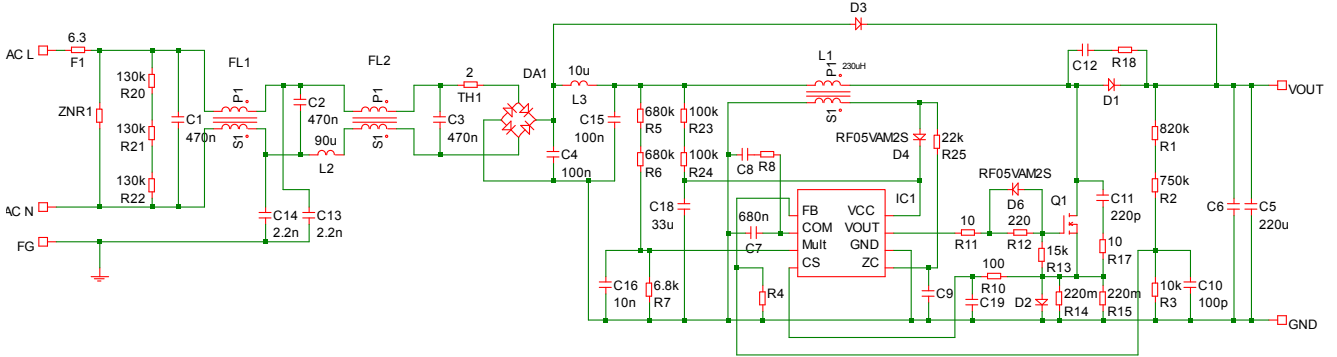 D3
AC L
6.3
F1
ZNR1
130k
R20
130k
R21
130k
R22
C1
470n
FL1
P1
S1
C2
470n
90u
L2
FL2
P1
S1
C3
470n
2
TH1
DA1
10u
L3
C15
100n
C4
100n
680k
R5
680k
R6
100k
R23
100k
R24
L1
P1
230uH
S1
RF05VAM2S
D4
22k
R25
C12
R18
D1
VOUT
AC N
FG
C14
2.2n
C13
2.2n
C8
R8
C18
33u
680n
C7
IC1
FB
COM
Mult
CS
VCC
VOUT
GND
ZC
10
R11
RF05VAM2S
D6
220
R12
Q1
C11
220p
10
R17
820k
R1
750k
R2
C6
C5
220u
C16
10n
6.8k
R7
R4
C9
100
R10
C19
15k
R13
D2
220m
R14
220m
R15
10k
R3
C10
100p
GND